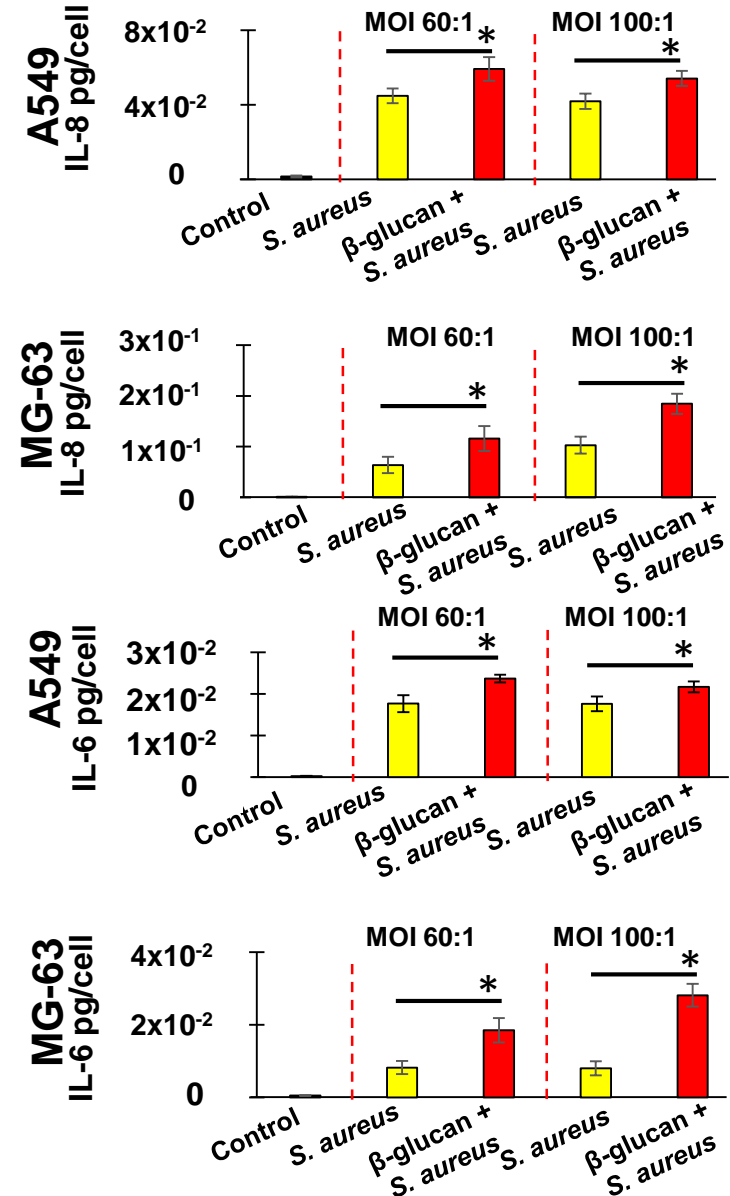 A549
IL-8 pg/cell
8x10-2
4x10-2
0
MOI 60:1
MOI 100:1
*
*
Control
S. aureus
β-glucan +
S. aureus
S. aureus
β-glucan +
S. aureus
MG-63
IL-8 pg/cell
3x10-1
2x10-1
1x10-1
0
MOI 60:1
MOI 100:1
*
*
Control
S. aureus
β-glucan +
S. aureus
S. aureus
β-glucan +
S. aureus
A549
IL-6 pg/cell
3x10-2
2x10-2
1x10-2
0
MOI 60:1
MOI 100:1
*
*
Control
S. aureus
β-glucan +
S. aureus
S. aureus
β-glucan +
S. aureus
MG-63
IL-6 pg/cell
4x10-2
2x10-2
0
MOI 60:1
MOI 100:1
*
*
Control
S. aureus
β-glucan +
S. aureus
S. aureus
β-glucan +
S. aureus